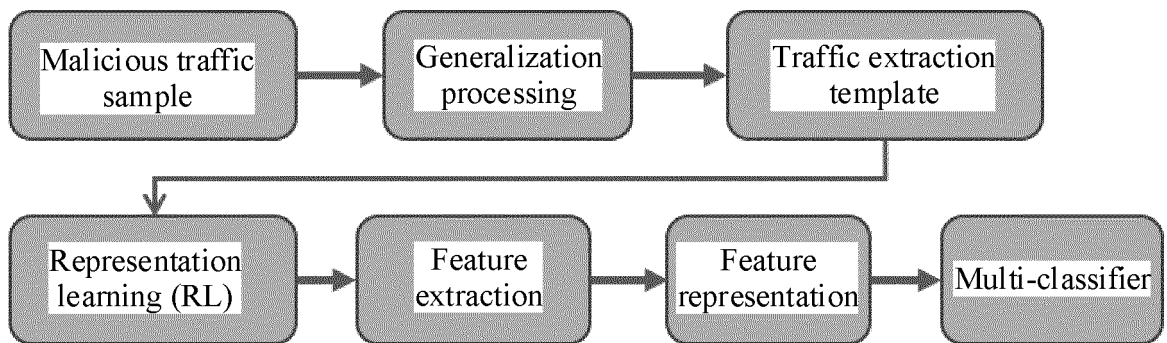 Malicious traffic
sample
Generalization
processing
Traffic extraction
template
Representation
learning (RL)
Feature
extraction
Feature
representation
Multi-classifier